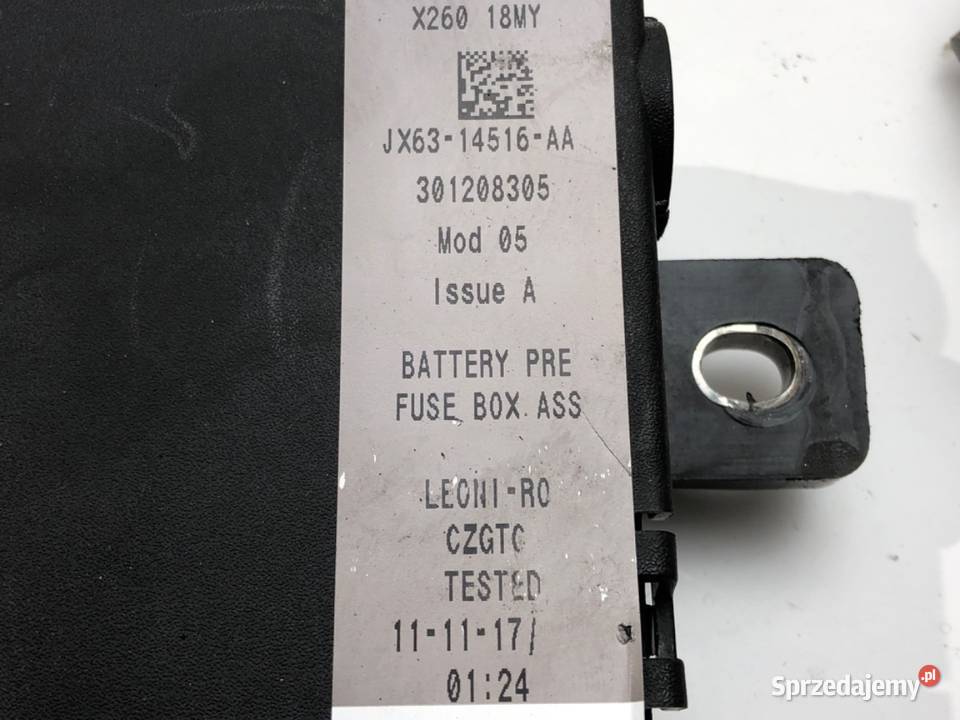 X260 18MY
JX63-14516-AA
301208305
Mod 05
Issue A
BATTERY PRE
FUSE BOX ASS
LEONI-RO
CZGTC
TESTED
11-11-17/
01:24
Sprzedajemy.pl